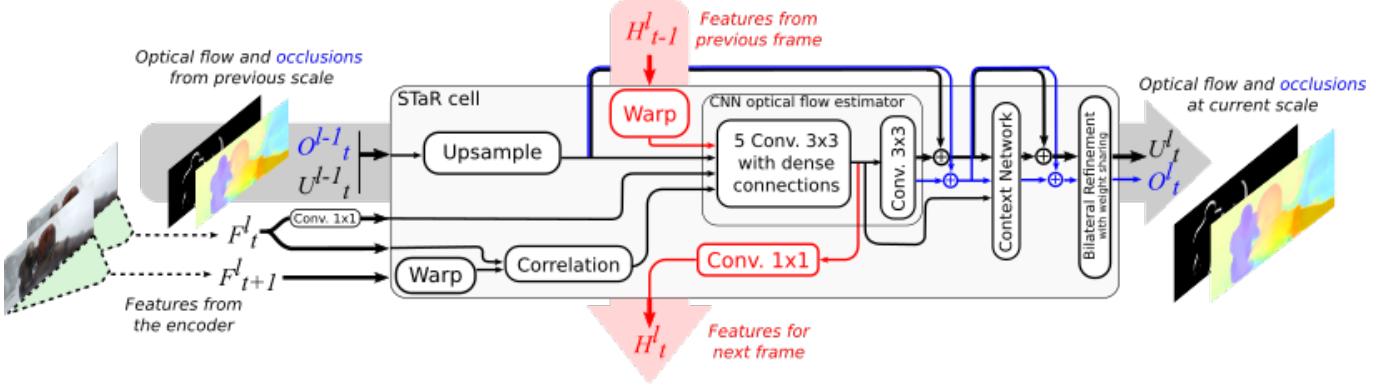 H^l_{t-1}
Features from
previous frame
Optical flow and occlusions
from previous scale
Optical flow and occlusions
at current scale
STaR cell
Warp
CNN optical flow estimator
O^{l-1}_t
U^{l-1}_t
Upsample
5 Conv. 3x3
with dense
connections
Conv. 3x3
Context Network
Bilateral Refinement
with weight sharing
U^l_t
O^l_t
F^l_t
Conv. 1x1
F^l_{t+1}
Warp
Correlation
Conv. 1x1
Features from
the encoder
H^l_t
Features for
next frame